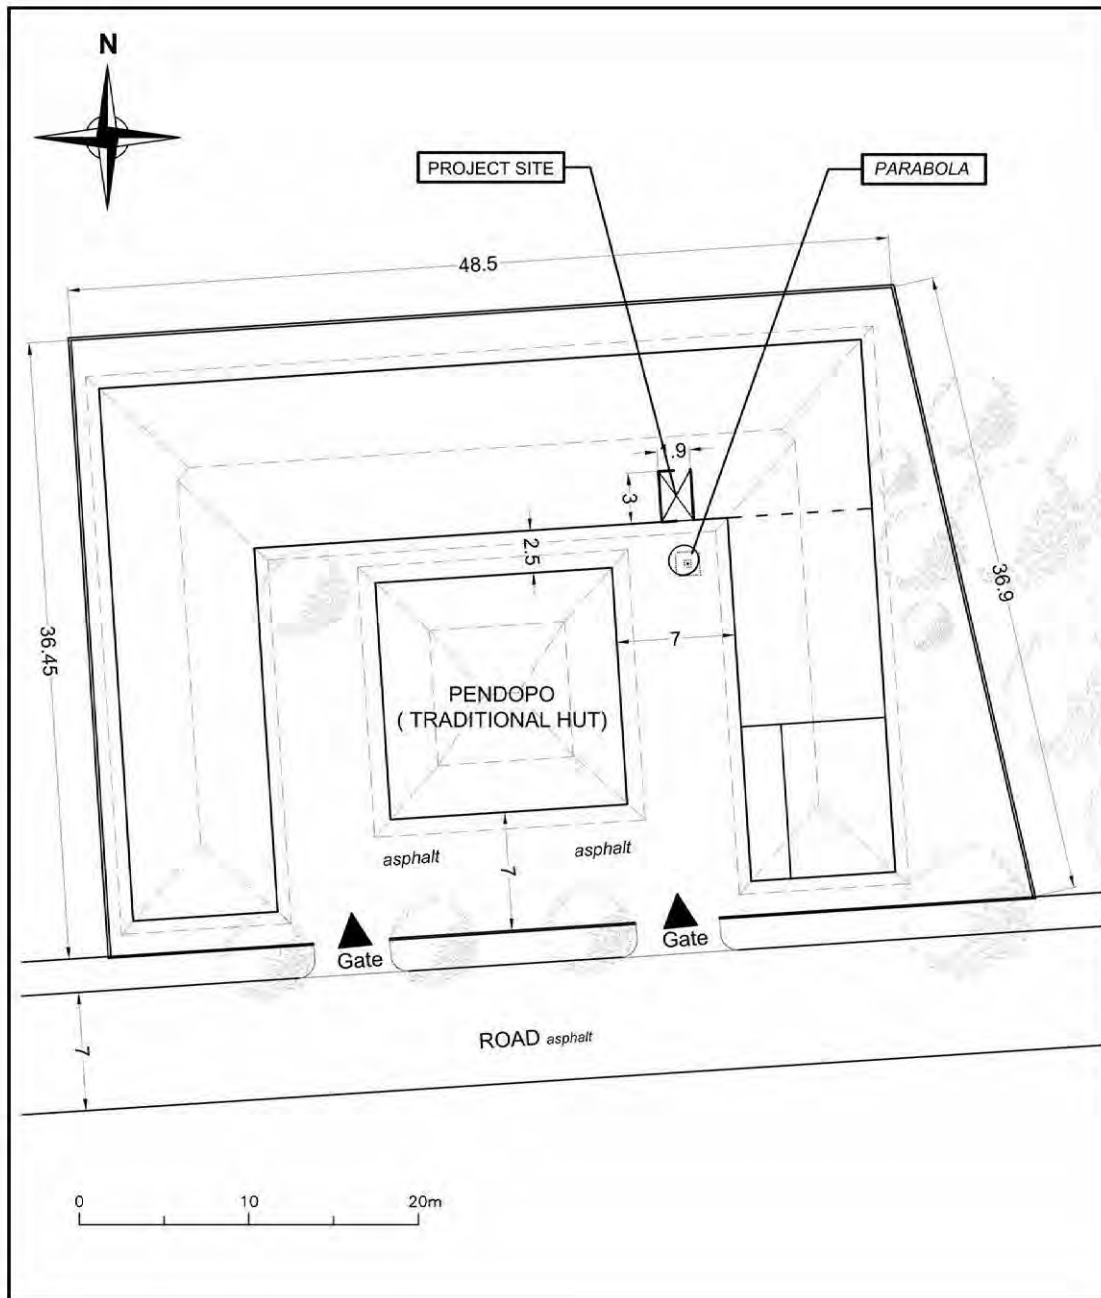 N
PROJECT SITE
PARABOLA
48.5
1.9
3
2.5
36.9
7
36.45
PENDOPO
( TRADITIONAL HUT)
asphalt
asphalt
7
Gate
Gate
ROAD asphalt
7
0
10
20m